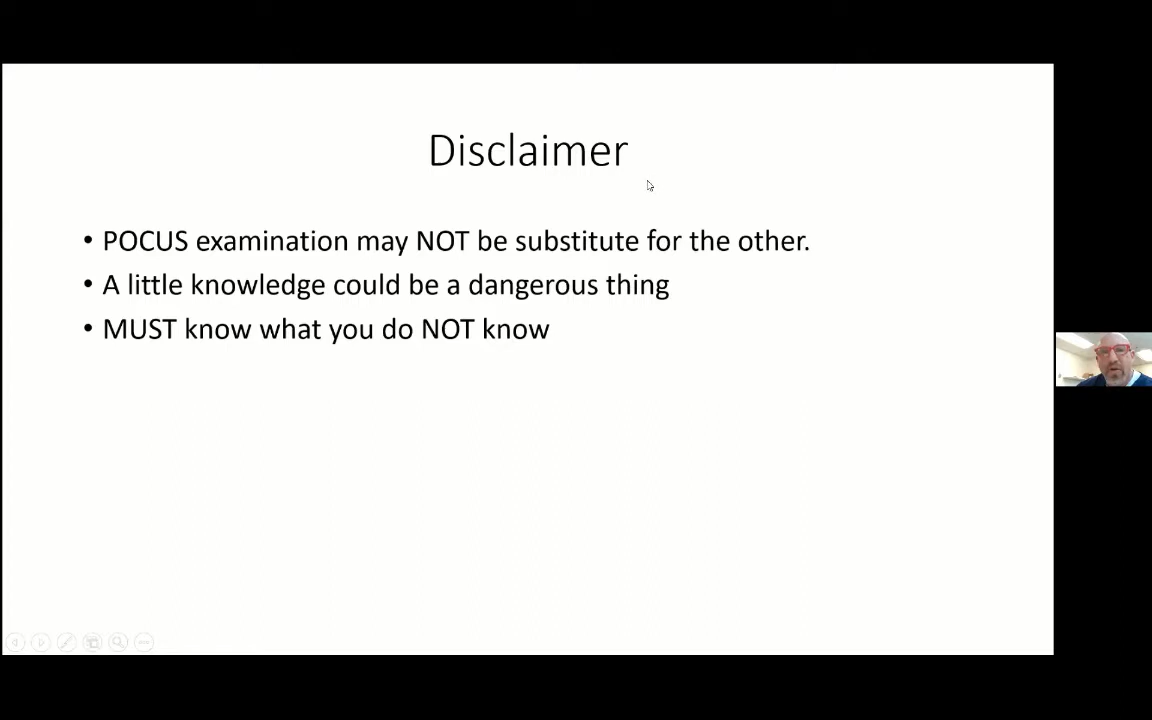 Disclaimer
• POCUS examination may NOT be substitute for the other.
• A little knowledge could be a dangerous thing
• MUST know what you do NOT know